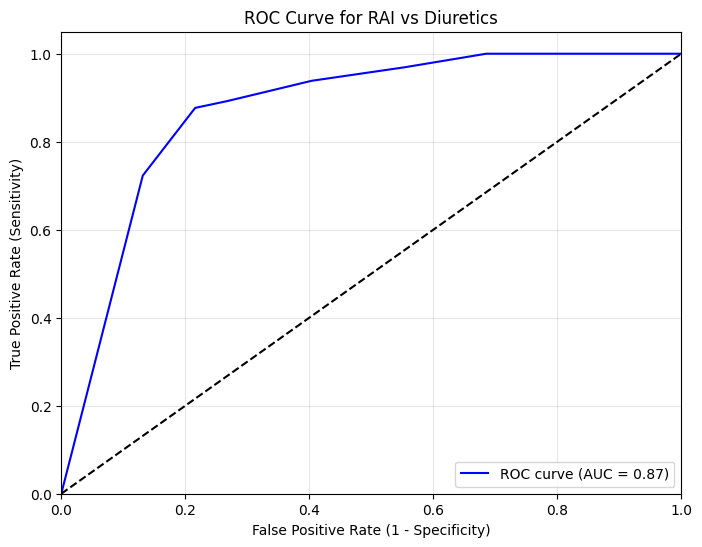 ROC Curve for RAI vs Diuretics
True Positive Rate (Sensitivity)
1.0
0.8
0.6
0.4
0.2
0.0
0.0 0.2 0.4 0.6 0.8 1.0
ROC curve (AUC = 0.87)
False Positive Rate (1 - Specificity)